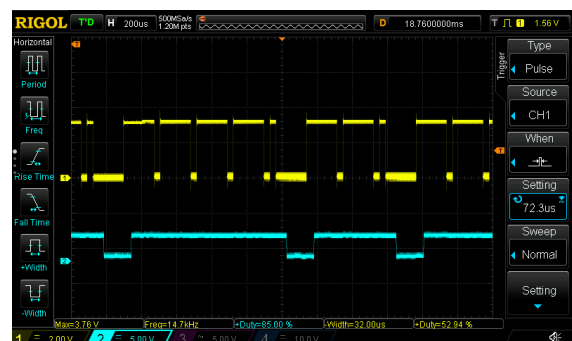 RIGOL T'D H 200us 500MSa/s 1.20M pts D 18.7600000ms T 1 1.56 V
Horizontal
Period
Freq
Rise Time
Fall Time
+Width
-Width
Trigger
Type
Pulse
Source
CH1
When
Setting
72.3us
Sweep
Normal
Setting
T
T
1
2
Max=3.76 V Freq=14.7kHz +Duty=85.00 % -Width=32.00us +Duty=52.94 %
1 = 2.00 V 2 = 5.00 V 3 ~ 5.00 V 4 = 10.0 V